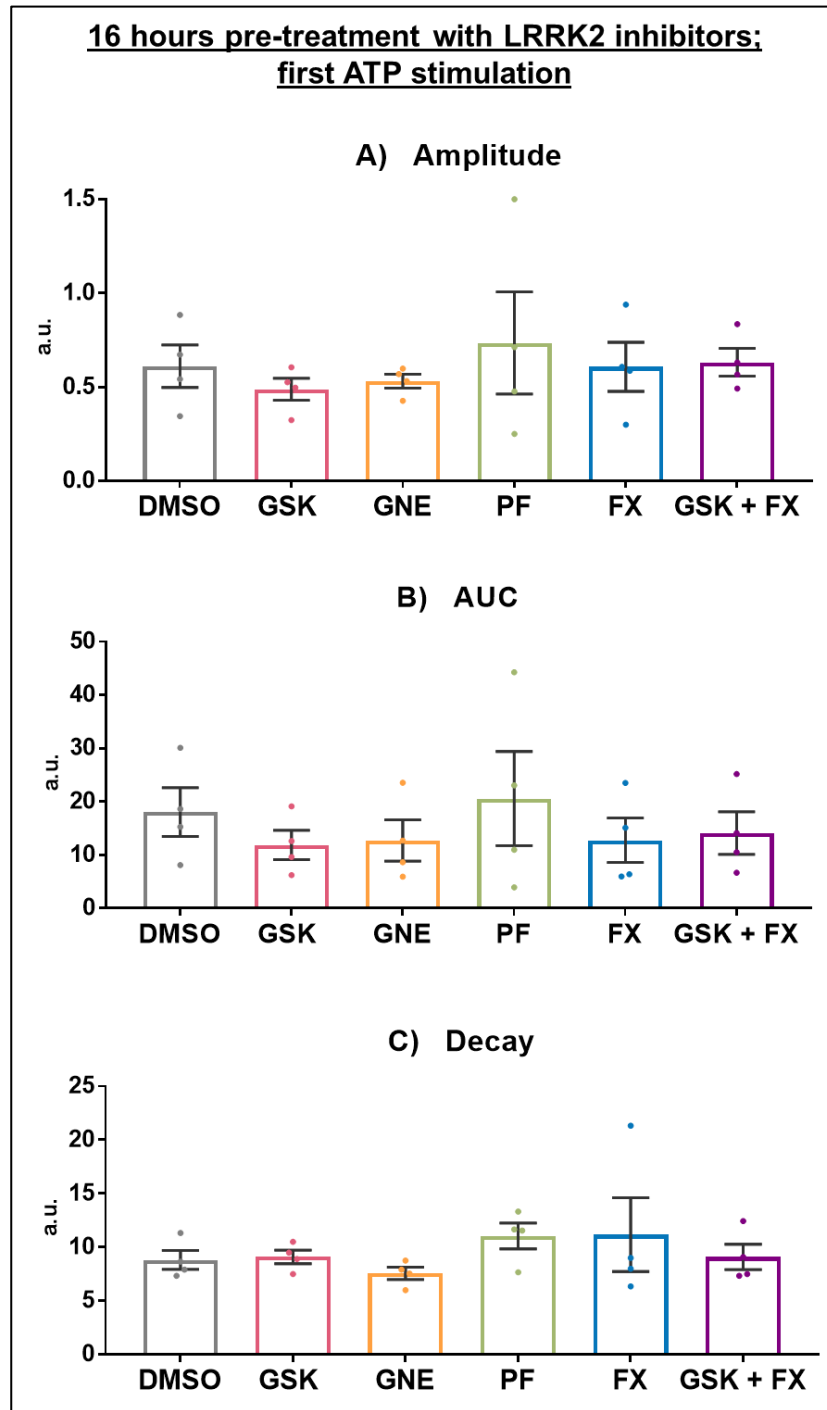 16 hours pre-treatment with LRRK2 inhibitors;
first ATP stimulation
A) Amplitude
1.5
1.0
0.5
0.0
a.u.
DMSO GSK GNE PF FX GSK + FX
B) AUC
50
40
30
20
10
0
a.u.
DMSO GSK GNE PF FX GSK + FX
C) Decay
25
20
15
10
5
0
a.u.
DMSO GSK GNE PF FX GSK + FX